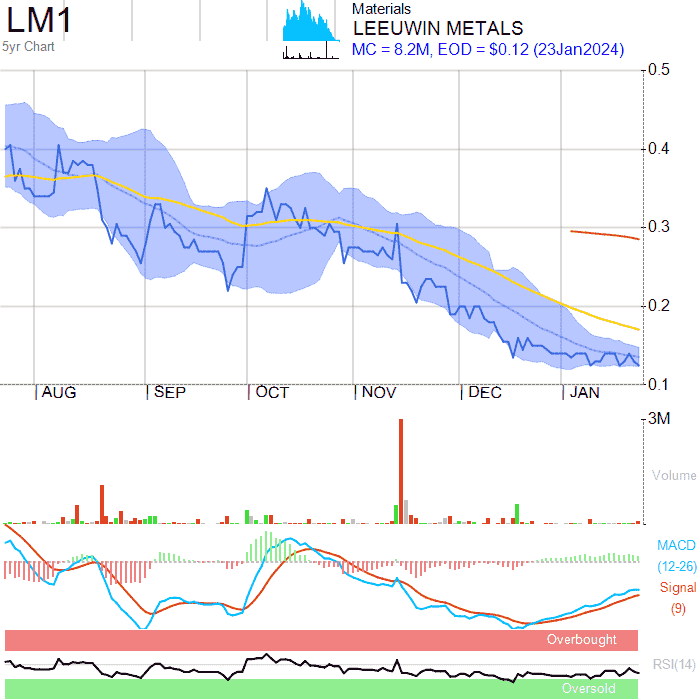 LM1
5yr Chart
Materials
LEEUWIN METALS
MC = 8.2M, EOD = $0.12 (23Jan2024)
0.5
0.4
0.3
0.2
0.1
AUG SEP OCT NOV DEC JAN
3M
Volume
MACD
(12-26)
Signal
(9)
Overbought
RSI(14)
Oversold